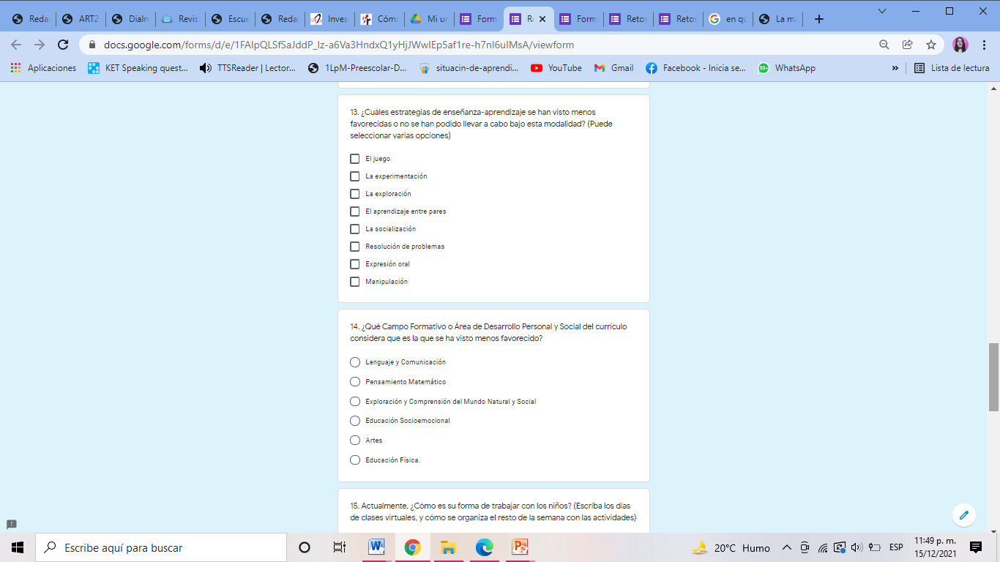 Reda
ART2
Dialn
Revis
Escue
Reda
Inves
Cómo
Mi un
Form
R
Form
Retos
Retos
en qu
La ma
docs.google.com/forms/d/e/1FAIpQLSfSaJddP_lz-a6Va3HndxQ1yHjJWwIEp5af1re-h7nI6uIMsA/viewform
Aplicaciones
KET Speaking quest...
TTSReader | Lector...
1LpM-Preescolar-D...
situacin-de-aprendi...
YouTube
Gmail
Facebook - Inicia se...
99+
WhatsApp
»
Lista de lectura
13. ¿Cuáles estrategias de enseñanza-aprendizaje se han visto menos
favorecidas o no se han podido llevar a cabo bajo esta modalidad? (Puede
seleccionar varias opciones)
El juego
La experimentación
La exploración
El aprendizaje entre pares
La socialización
Resolución de problemas
Expresión oral
Manipulación
14. ¿Qué Campo Formativo o Área de Desarrollo Personal y Social del currículo
considera que es la que se ha visto menos favorecido?
Lenguaje y Comunicación
Pensamiento Matemático
Exploración y Comprensión del Mundo Natural y Social
Educación Socioemocional
Artes
Educación Física.
15. Actualmente, ¿Cómo es su forma de trabajar con los niños? (Escriba los días
de clases virtuales, y cómo se organiza el resto de la semana con las actividades)
Escribe aquí para buscar
20°C Humo
ESP
11:49 p. m.
15/12/2021